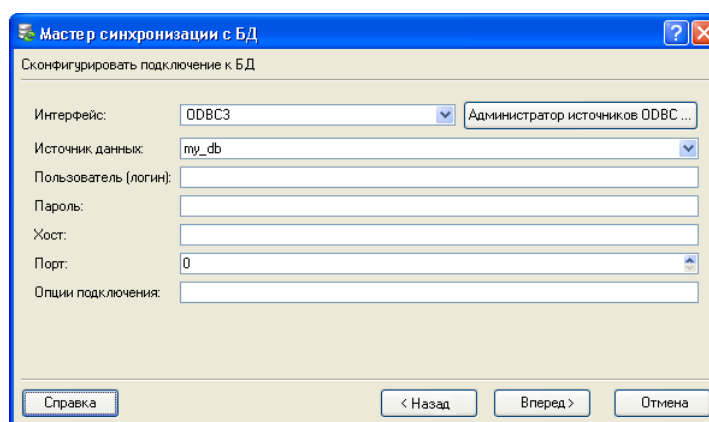 Мастер синхронизации с БД
Сконфигурировать подключение к БД
Интерфейс: ODBC3 Администратор источников ODBC ...
Источник данных: my_db
Пользователь (логин):
Пароль:
Хост:
Порт: 0
Опции подключения:
Справка < Назад Вперед > Отмена